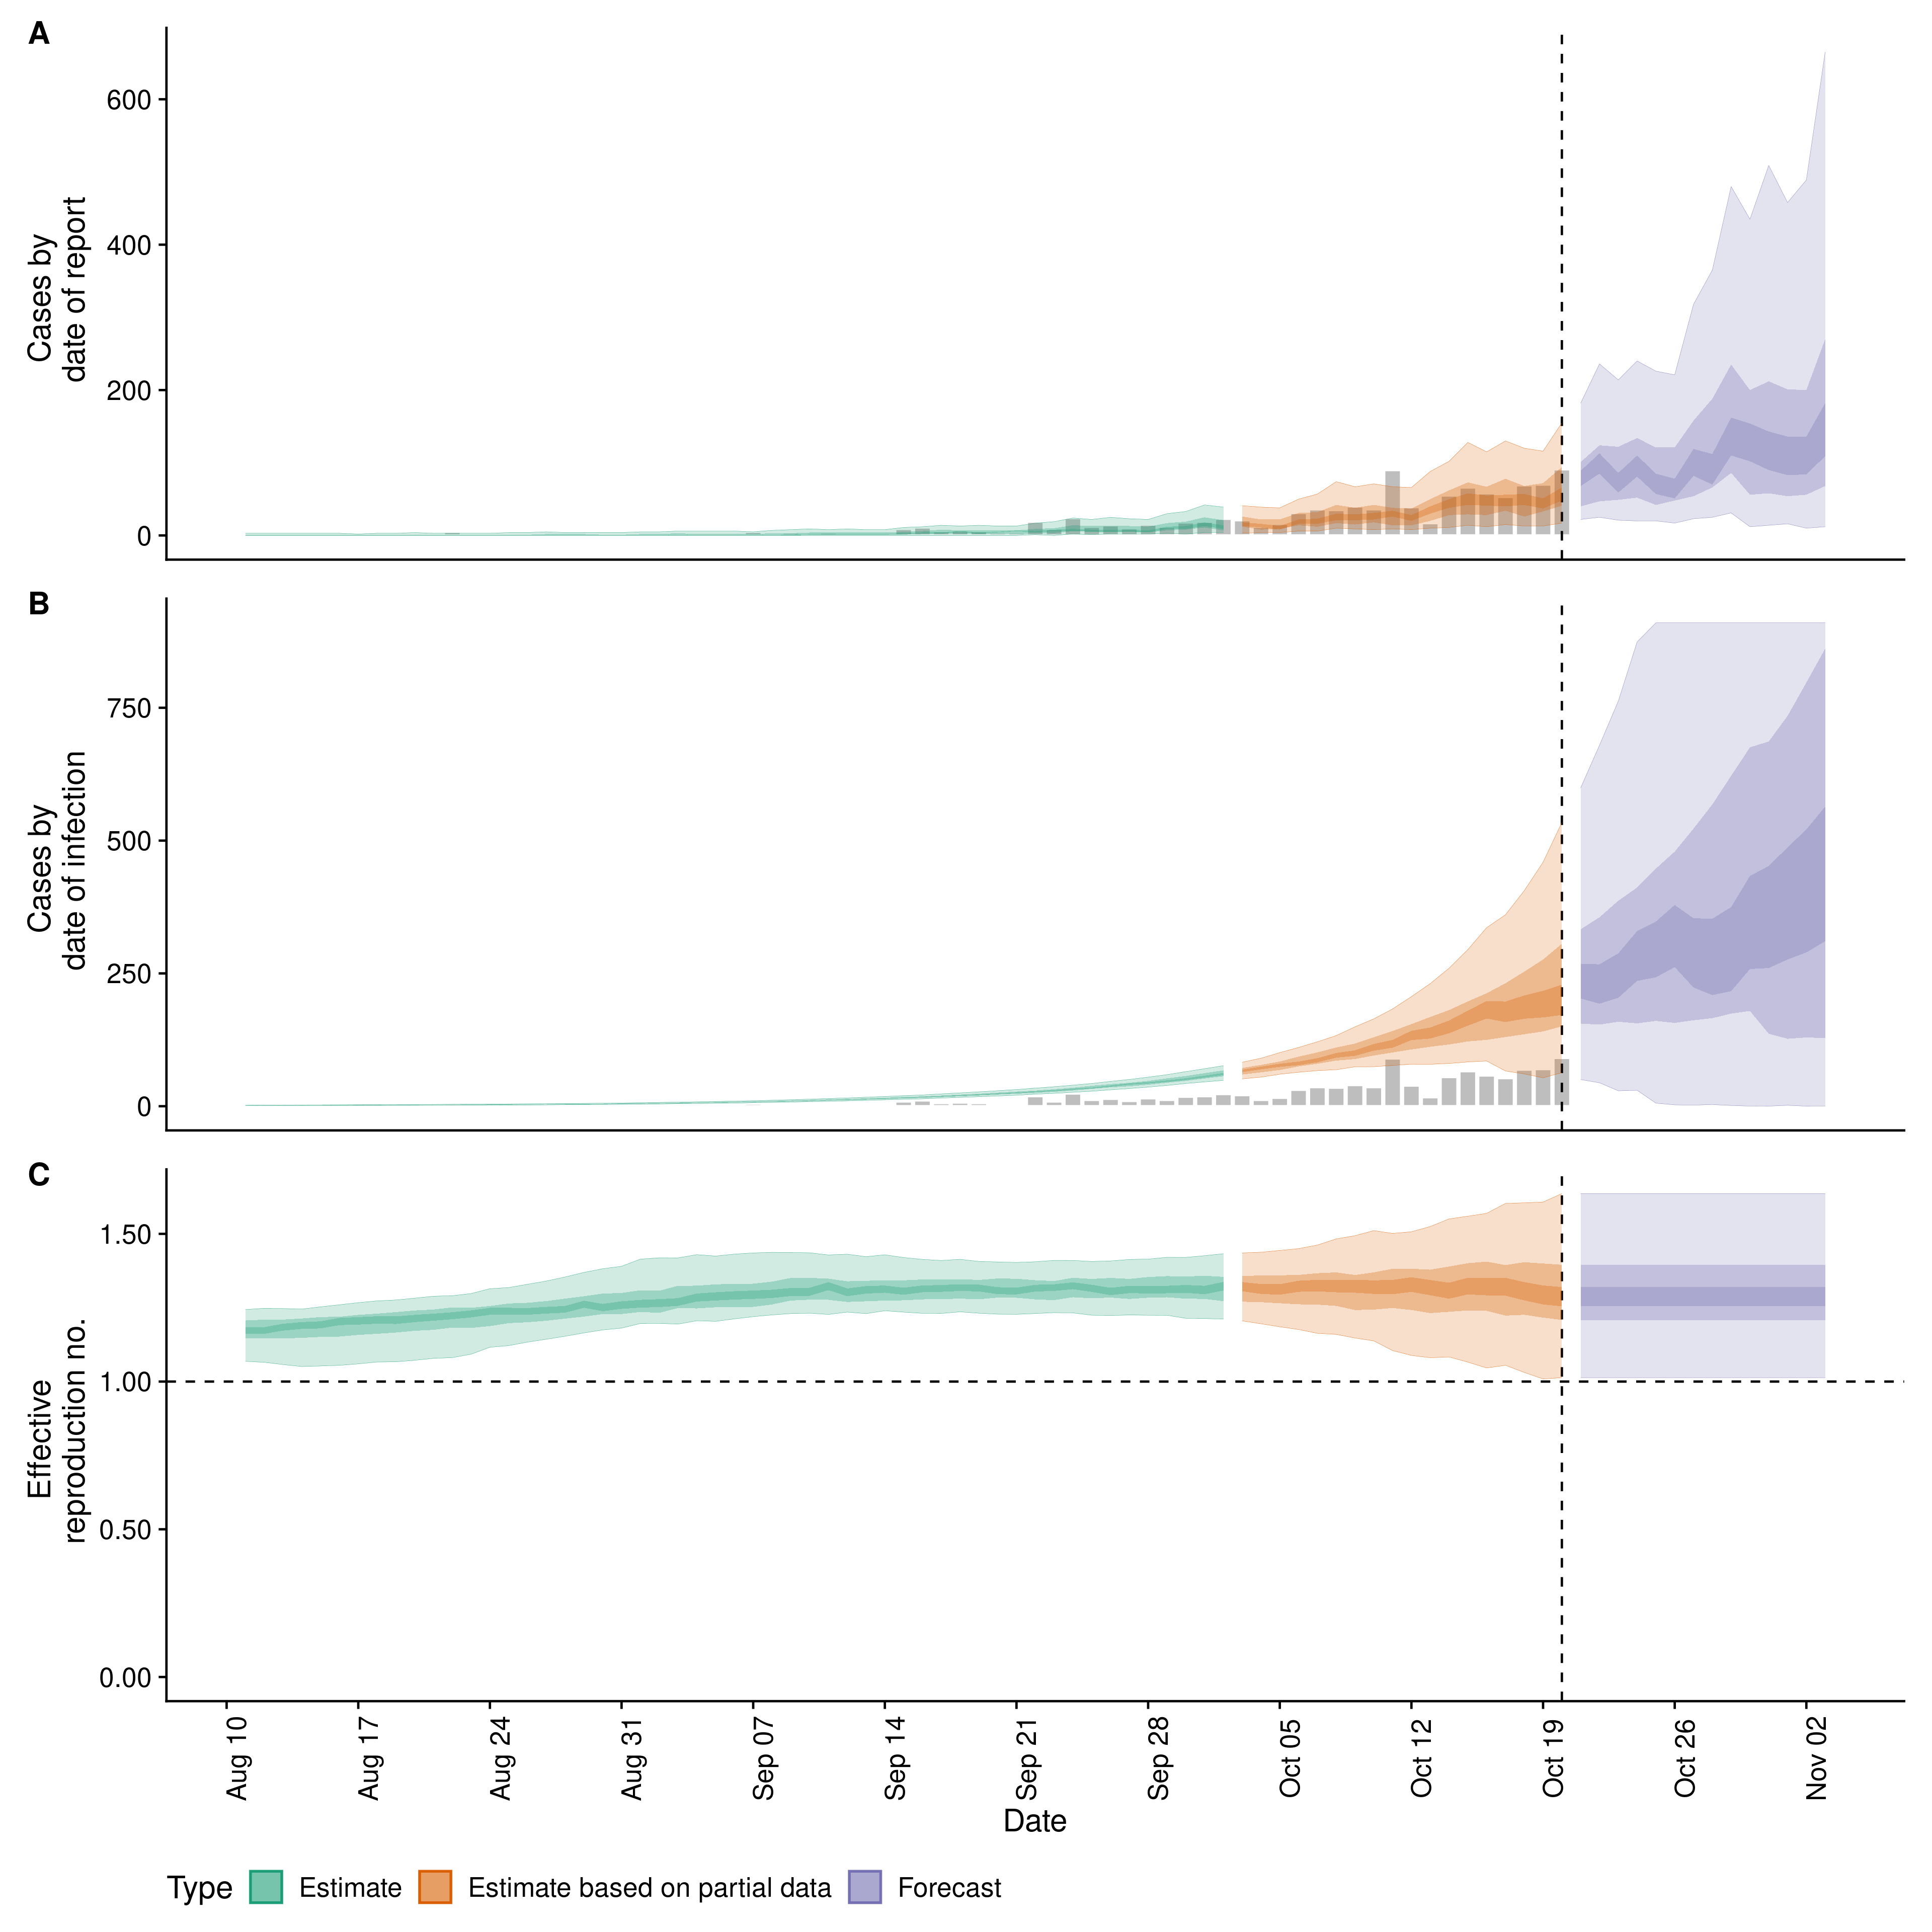 A
Cases by
date of report
600
400
200
0
B
Cases by
date of infection
750
500
250
0
C
Effective
reproduction no.
1.50
1.00
0.50
0.00
Aug 10
Aug 17
Aug 24
Aug 31
Sep 07
Sep 14
Sep 21
Sep 28
Oct 05
Oct 12
Oct 19
Oct 26
Nov 02
Date
Type Estimate Estimate based on partial data Forecast